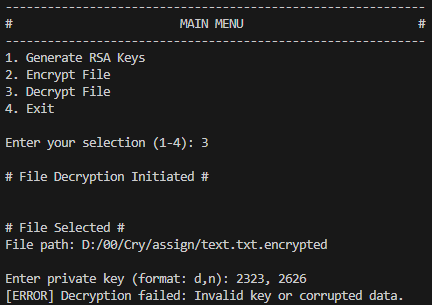 ------------------------------------------------------------
# MAIN MENU #
------------------------------------------------------------
1. Generate RSA Keys
2. Encrypt File
3. Decrypt File
4. Exit
Enter your selection (1-4): 3
# File Decryption Initiated #
# File Selected #
File path: D:/00/Cry/assign/text.txt.encrypted
Enter private key (format: d,n): 2323, 2626
[ERROR] Decryption failed: Invalid key or corrupted data.